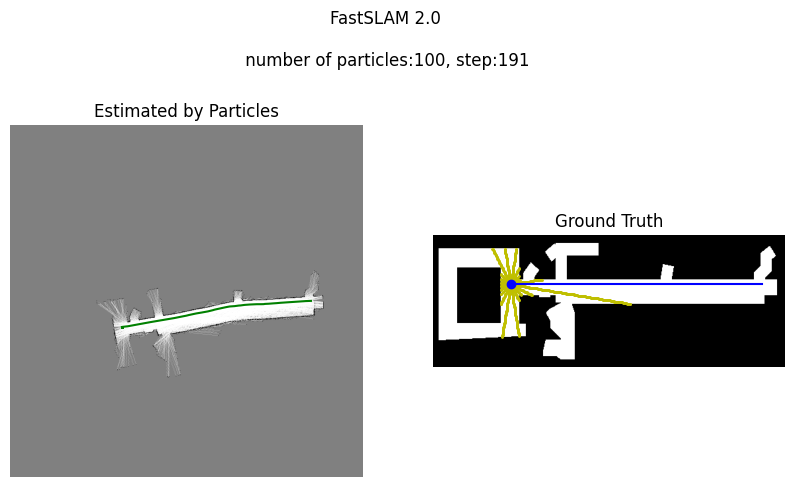 FastSLAM 2.0
number of particles:100, step:191
Estimated by Particles
Ground Truth